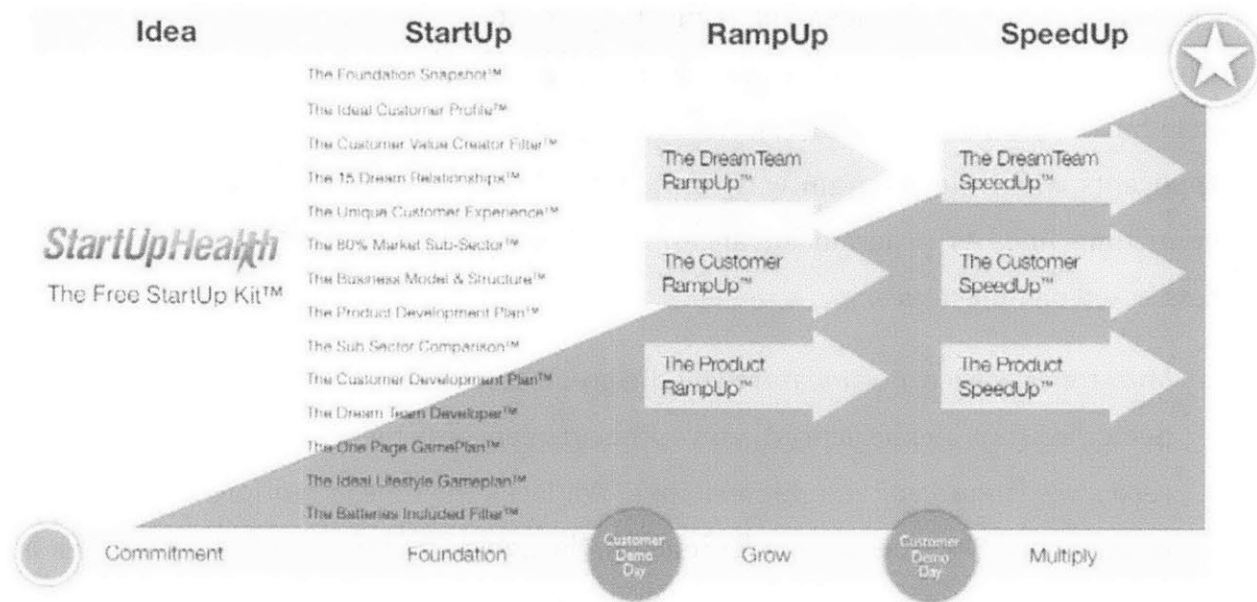 Idea
StartUp
RampUp
SpeedUp
StartUpHealth
The Free StartUp Kit™
The Foundation Snapshot™
The Ideal Customer Profile™
The Customer Value Creator Filter™
The 15 Dream Relationships™
The Unique Customer Experience™
The 80% Market Sub-Sector™
The Business Model & Structure™
The Product Development Plan™
The Sub Sector Comparison™
The Customer Development Plan™
The Dream Team Developer™
The One Page GamePlan™
The Ideal Lifestyle Gameplan™
The Batteries Included Filter™
The DreamTeam
RampUp™
The Customer
RampUp™
The Product
RampUp™
The DreamTeam
SpeedUp™
The Customer
SpeedUp™
The Product
SpeedUp™
Commitment
Foundation
Customer
Demo
Day
Grow
Customer
Demo
Day
Multiply